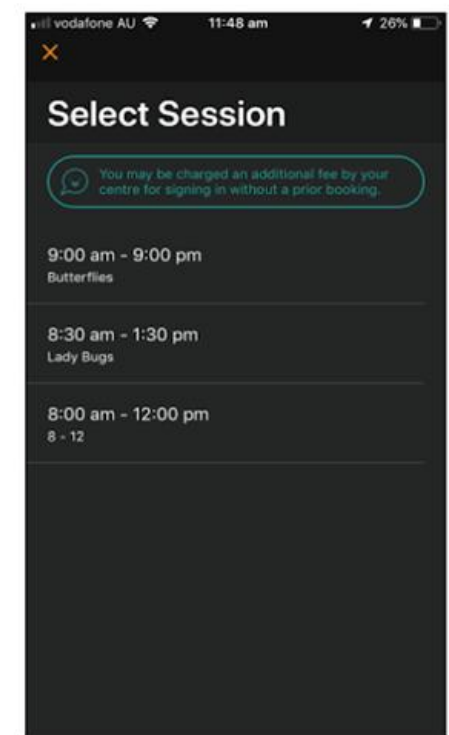 vodafone AU 11:48 am 26%
Select Session
You may be charged an additional fee by your
centre for signing in without a prior booking.
9:00 am - 9:00 pm
Butterflies
8:30 am - 1:30 pm
Lady Bugs
8:00 am - 12:00 pm
8 - 12